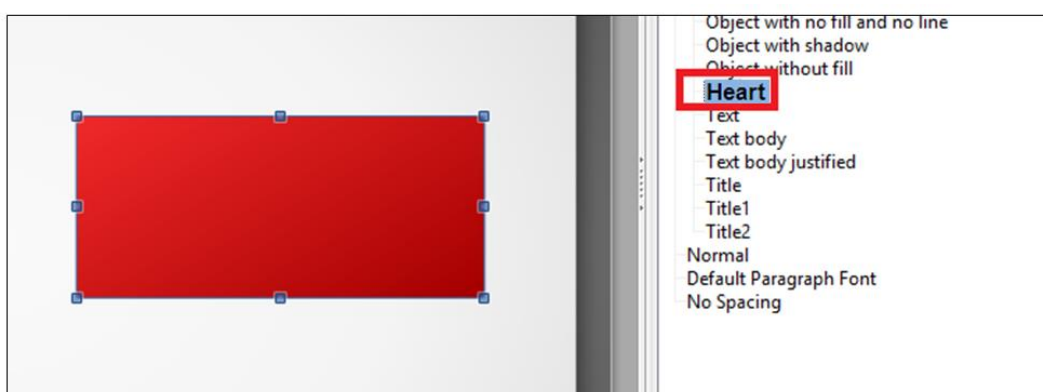 Object with no fill and no line
Object with shadow
Object without fill
Heart
Text
Text body
Text body justified
Title
Title1
Title2
Normal
Default Paragraph Font
No Spacing